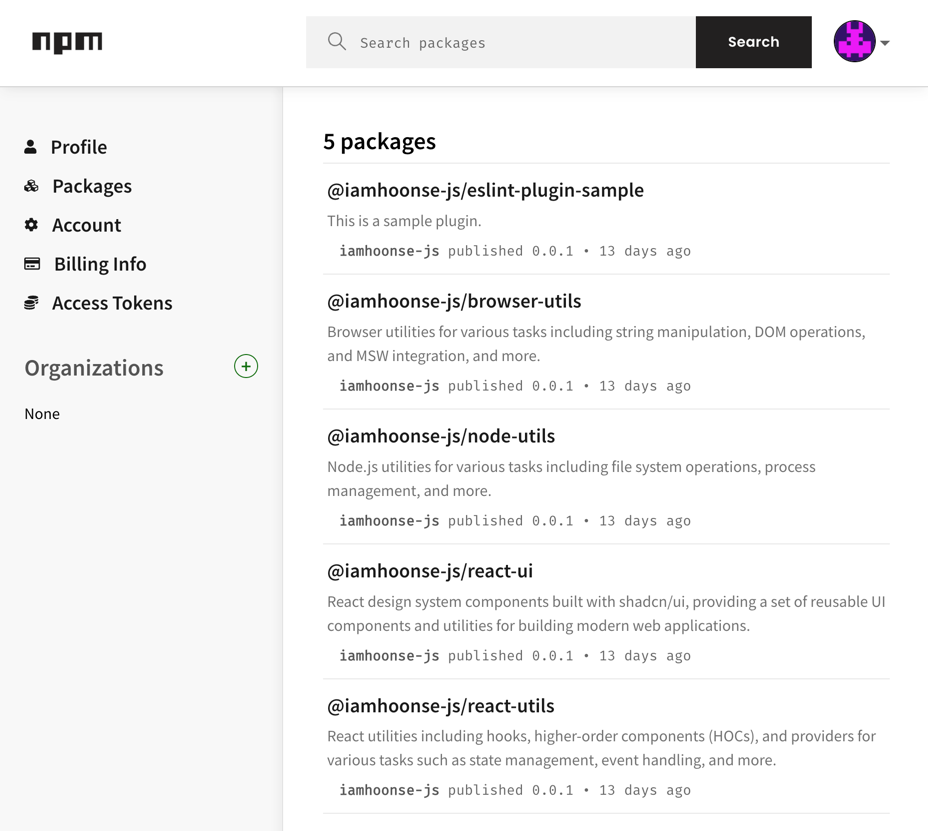 npm
Search packages
Search
Profile
Packages
Account
Billing Info
Access Tokens
Organizations
None
5 packages
@iamhoonse-js/eslint-plugin-sample
This is a sample plugin.
iamhoonse-js published 0.0.1 • 13 days ago
@iamhoonse-js/browser-utils
Browser utilities for various tasks including string manipulation, DOM operations,
and MSW integration, and more.
iamhoonse-js published 0.0.1 • 13 days ago
@iamhoonse-js/node-utils
Node.js utilities for various tasks including file system operations, process
management, and more.
iamhoonse-js published 0.0.1 • 13 days ago
@iamhoonse-js/react-ui
React design system components built with shadcn/ui, providing a set of reusable UI
components and utilities for building modern web applications.
iamhoonse-js published 0.0.1 • 13 days ago
@iamhoonse-js/react-utils
React utilities including hooks, higher-order components (HOCs), and providers for
various tasks such as state management, event handling, and more.
iamhoonse-js published 0.0.1 • 13 days ago